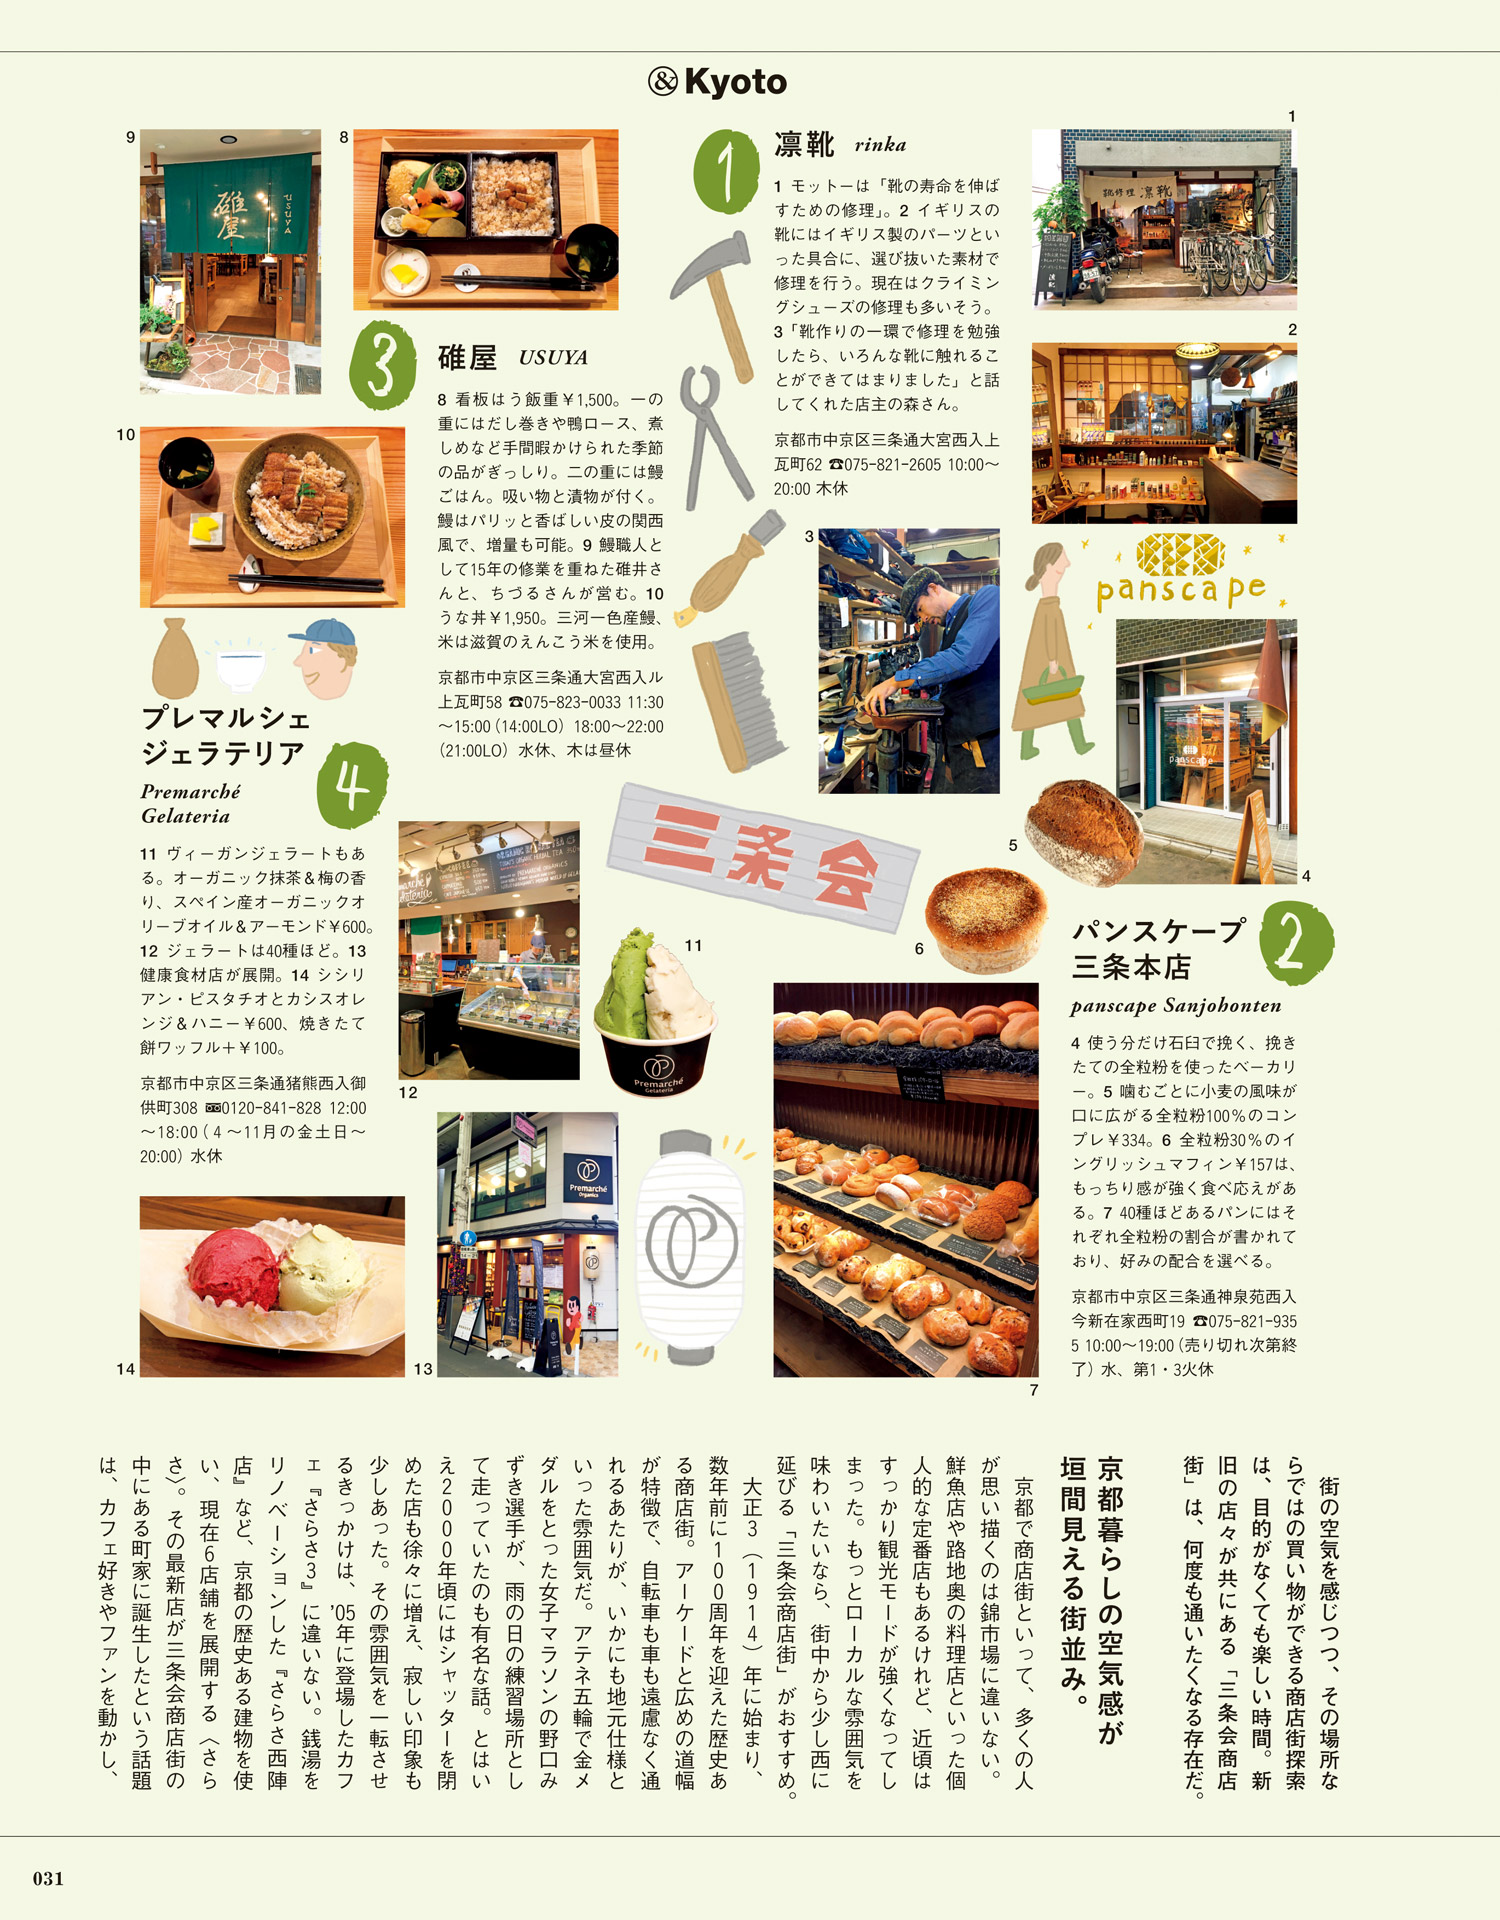 &Kyoto
1
凛靴 rinka
1 モットーは「靴の寿命を伸ば
すための修理」。2 イギリスの
靴にはイギリス製のパーツとい
った具合に、選び抜いた素材で
修理を行う。現在はクライミン
グシューズの修理も多いそう。
3「靴作りの一環で修理を勉強
したら、いろんな靴に触れるこ
とができてはまりました」と話
してくれた店主の森さん。
京都市中京区三条通大宮西入上
瓦町62 ☎075-821-2605 10:00〜
20:00 木休
1
靴修理 凛靴
2
3
panscape
panscape
4
5
6
2
パンスケープ
三条本店
panscape Sanjohonten
4 使う分だけ石臼で挽く、挽き
たての全粒粉を使ったベーカリ
ー。5 噛むごとに小麦の風味が
口に広がる全粒粉100％のコン
プレ¥334。6 全粒粉30％のイ
ングリッシュマフィン¥157は、
もっちり感が強く食べ応えがあ
る。7 40種ほどあるパンにはそ
れぞれ全粒粉の割合が書かれて
おり、好みの配合を選べる。
京都市中京区三条通神泉苑西入
今新在家西町19 ☎075-821-935
5 10:00〜19:00（売り切れ次第終
了）水、第1・3火休
7
三条会
9
碓屋
USUYA
8
3
碓屋 USUYA
8 看板はう飯重¥1,500。一の
重にはだし巻きや鴨ロース、煮
しめなど手間暇かけられた季節
の品がぎっしり。二の重には鰻
ごはん。吸い物と漬物が付く。
鰻はパリッと香ばしい皮の関西
風で、増量も可能。9 鰻職人と
して15年の修業を重ねた碓井さ
んと、ちづるさんが営む。10
うな丼¥1,950。三河一色産鰻、
米は滋賀のえんこう米を使用。
京都市中京区三条通大宮西入ル
上瓦町58 ☎075-823-0033 11:30
〜15:00（14:00LO）18:00〜22:00
（21:00LO）水休、木は昼休
10
4
プレマルシェ
ジェラテリア
Premarché
Gelateria
11 ヴィーガンジェラートもあ
る。オーガニック抹茶＆梅の香
り、スペイン産オーガニックオ
リーブオイル＆アーモンド¥600。
12 ジェラートは40種ほど。13
健康食材店が展開。14 シシリ
アン・ピスタチオとカシスオレ
ンジ＆ハニー¥600、焼きたて
餅ワッフル＋¥100。
京都市中京区三条通猪熊西入御
供町308 0120-841-828 12:00
〜18:00（4〜11月の金土日〜
20:00）水休
11
Premarché
Gelateria
12
Premarché
Organics
13
14
街の空気を感じつつ、その場所な
らではの買い物ができる商店街探索
は、目的がなくても楽しい時間。新
旧の店々が共にある「三条会商店
街」は、何度も通いたくなる存在だ。
京都暮らしの空気感が
垣間見える街並み。
京都で商店街といって、多くの人
が思い描くのは錦市場に違いない。
鮮魚店や路地奥の料理店といった個
人的な定番店もあるけれど、近頃は
すっかり観光モードが強くなってし
まった。もっとローカルな雰囲気を
味わいたいなら、街中から少し西に
延びる「三条会商店街」がおすすめ。
大正3（1914）年に始まり、
数年前に100周年を迎えた歴史あ
る商店街。アーケードと広めの道幅
が特徴で、自転車も車も遠慮なく通
れるあたりが、いかにも地元仕様と
いった雰囲気だ。アテネ五輪で金メ
ダルをとった女子マラソンの野口み
ずき選手が、雨の日の練習場所とし
て走っていたのも有名な話。とはい
え2000年頃にはシャッターを閉
めた店も徐々に増え、寂しい印象も
少しあった。その雰囲気を一転させ
るきっかけは、'05年に登場したカフ
ェ『さらさ3』に違いない。銭湯を
リノベーションした『さらさ西陣
店』など、京都の歴史ある建物を使
い、現在6店舗を展開する〈さら
さ〉。その最新店が三条会商店街の
中にある町家に誕生したという話題
は、カフェ好きやファンを動かし、
031